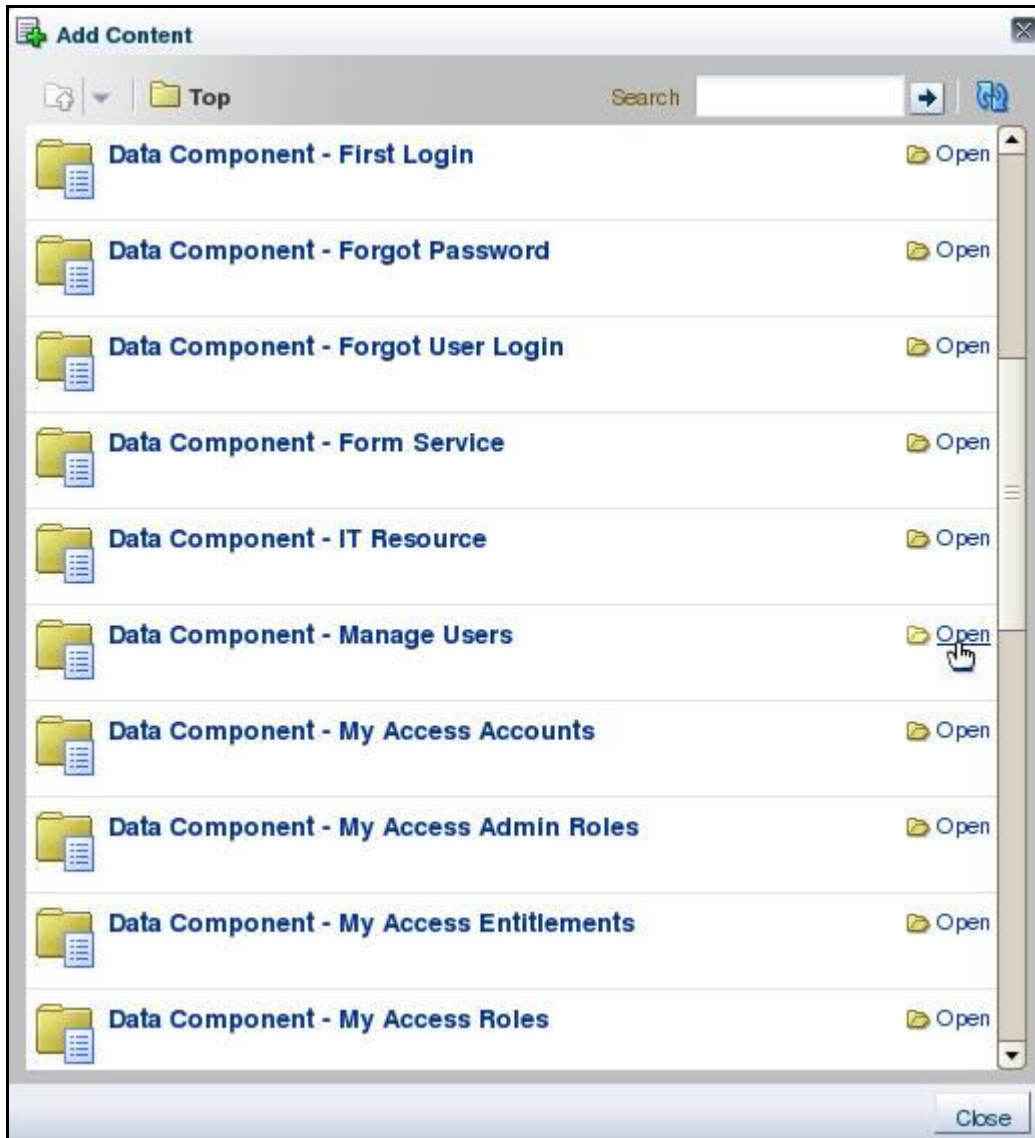 Add Content
Top Search
Data Component - First Login Open
Data Component - Forgot Password Open
Data Component - Forgot User Login Open
Data Component - Form Service Open
Data Component - IT Resource Open
Data Component - Manage Users Open
Data Component - My Access Accounts Open
Data Component - My Access Admin Roles Open
Data Component - My Access Entitlements Open
Data Component - My Access Roles Open
Close